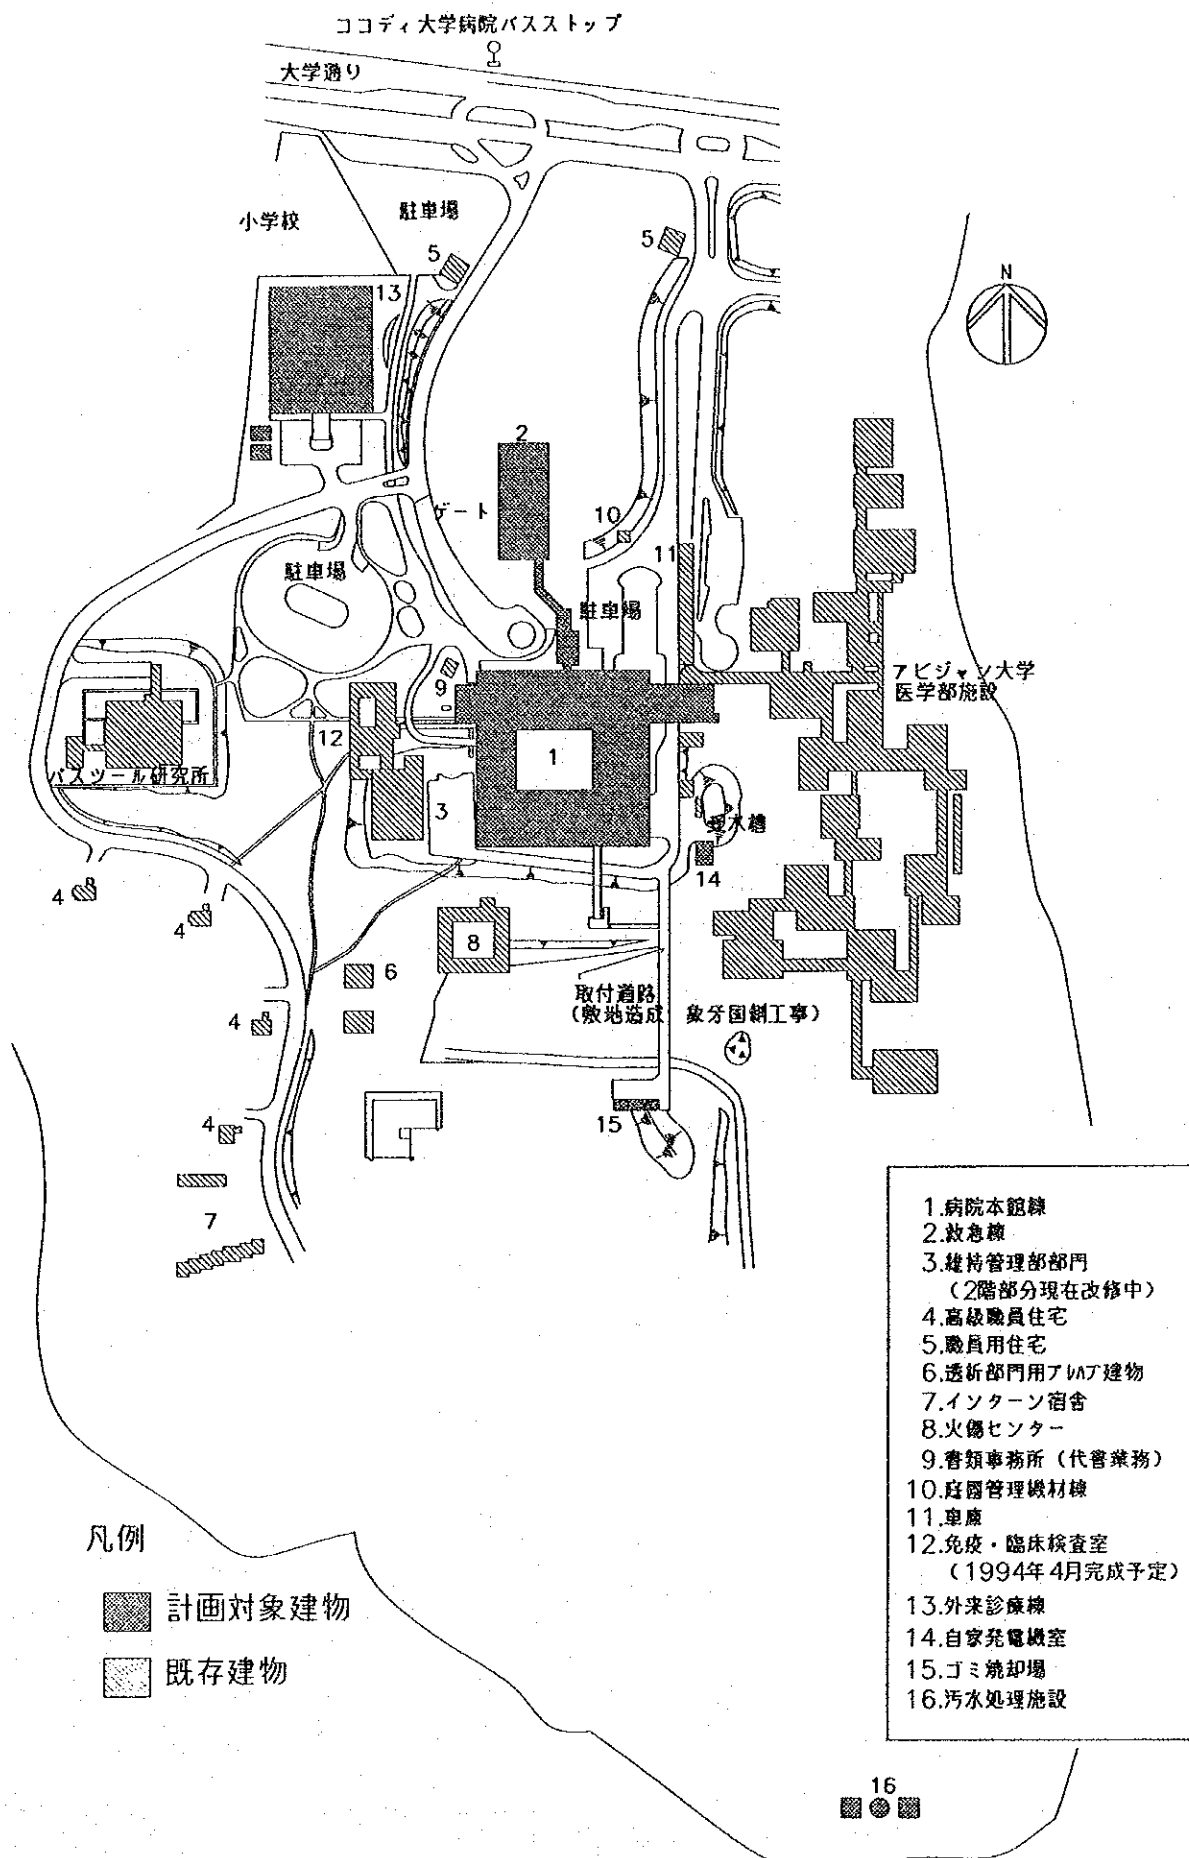 ココディ大学病院バスストップ
大学通り
小学校
駐車場
5
5
13
N
2
ゲート
10
11
駐車場
駐車場
アビジャン大学
医学部施設
9
12
1
パスツール研究所
3
受水槽
14
4
4
8
6
取付道路
(敷地造成 象牙国側工事)
4
15
4
7
1.病院本館棟
2.救急棟
3.維持管理部部門
(2階部分現在改修中)
4.高級職員住宅
5.職員用住宅
6.透析部門用プレハブ建物
7.インターン宿舎
8.火傷センター
9.書類事務所(代書業務)
10.庭園管理機材棟
11.車庫
12.免疫・臨床検査室
(1994年4月完成予定)
13.外来診療棟
14.自家発電機室
15.ゴミ焼却場
16.汚水処理施設
凡例
計画対象建物
既存建物
16